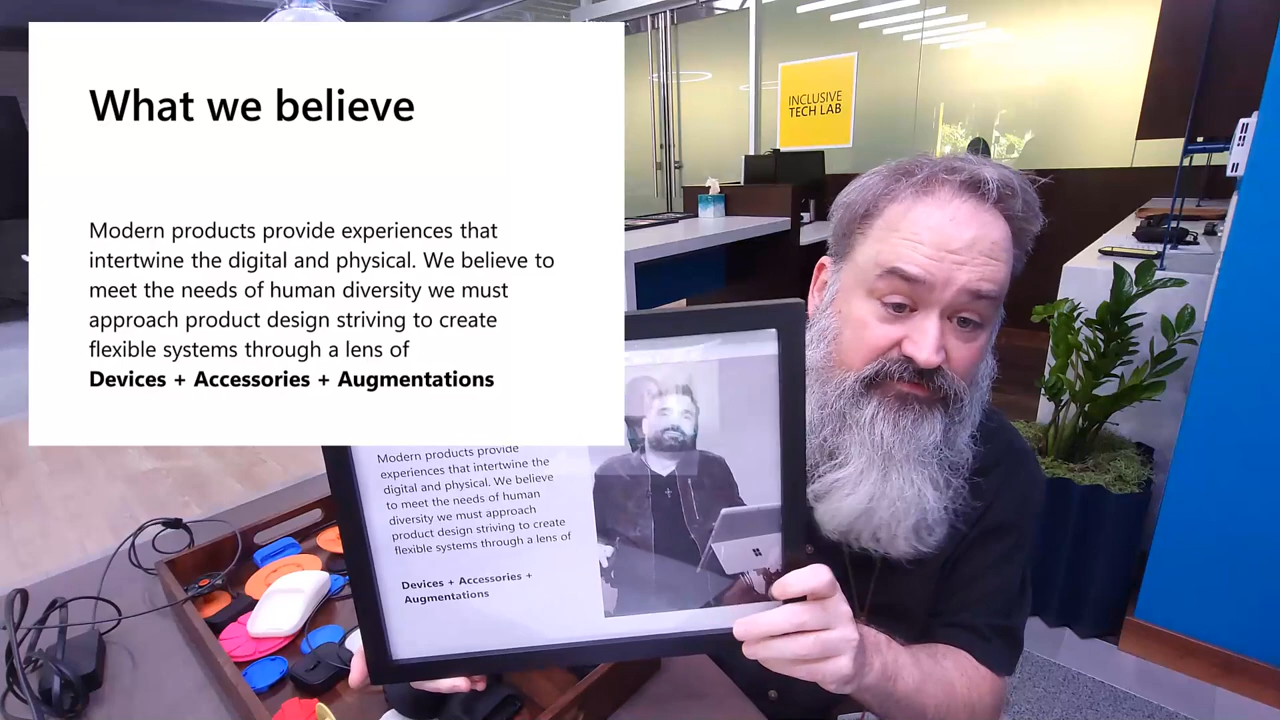 What we believe
Modern products provide experiences that
intertwine the digital and physical. We believe to
meet the needs of human diversity we must
approach product design striving to create
flexible systems through a lens of
Devices + Accessories + Augmentations
INCLUSIVE
TECH LAB
Modern products provide
experiences that intertwine the
digital and physical. We believe
to meet the needs of human
diversity we must approach
product design striving to create
flexible systems through a lens of
Devices + Accessories +
Augmentations